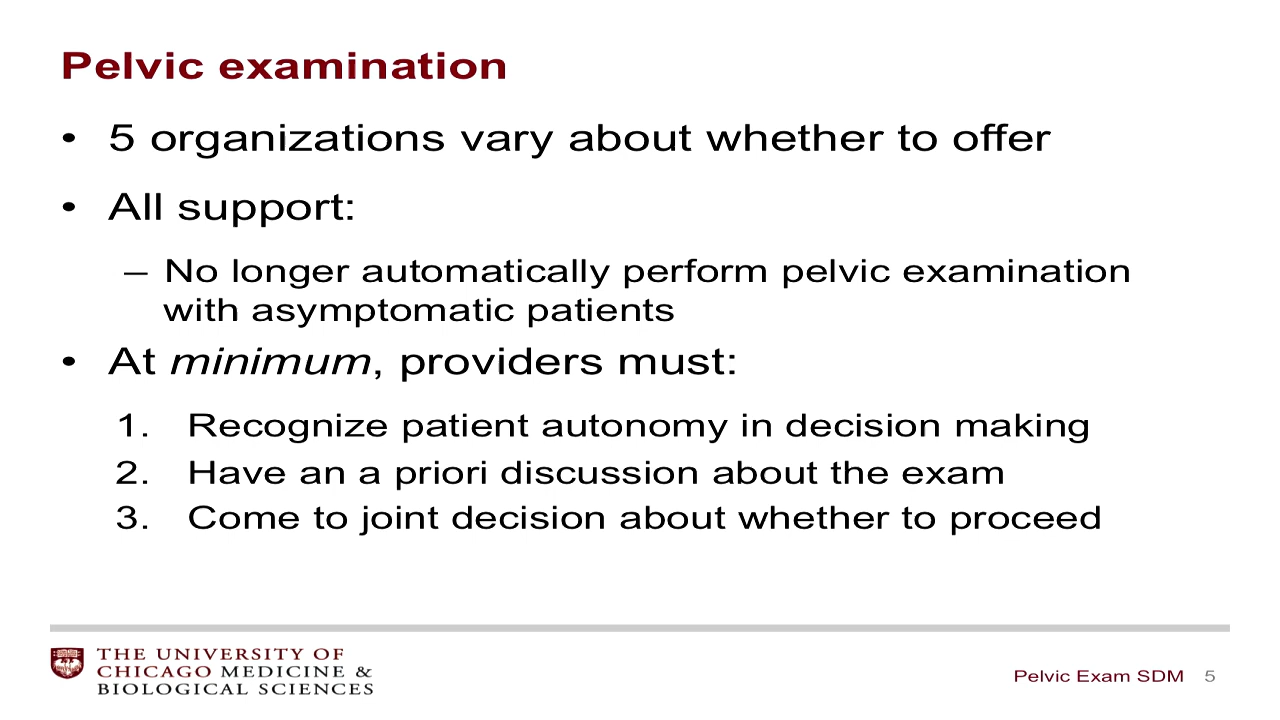 Pelvic examination
• 5 organizations vary about whether to offer
• All support:
– No longer automatically perform pelvic examination
with asymptomatic patients
• At minimum, providers must:
1. Recognize patient autonomy in decision making
2. Have an a priori discussion about the exam
3. Come to joint decision about whether to proceed
THE UNIVERSITY OF
CHICAGO MEDICINE &
BIOLOGICAL SCIENCES
Pelvic Exam SDM 5